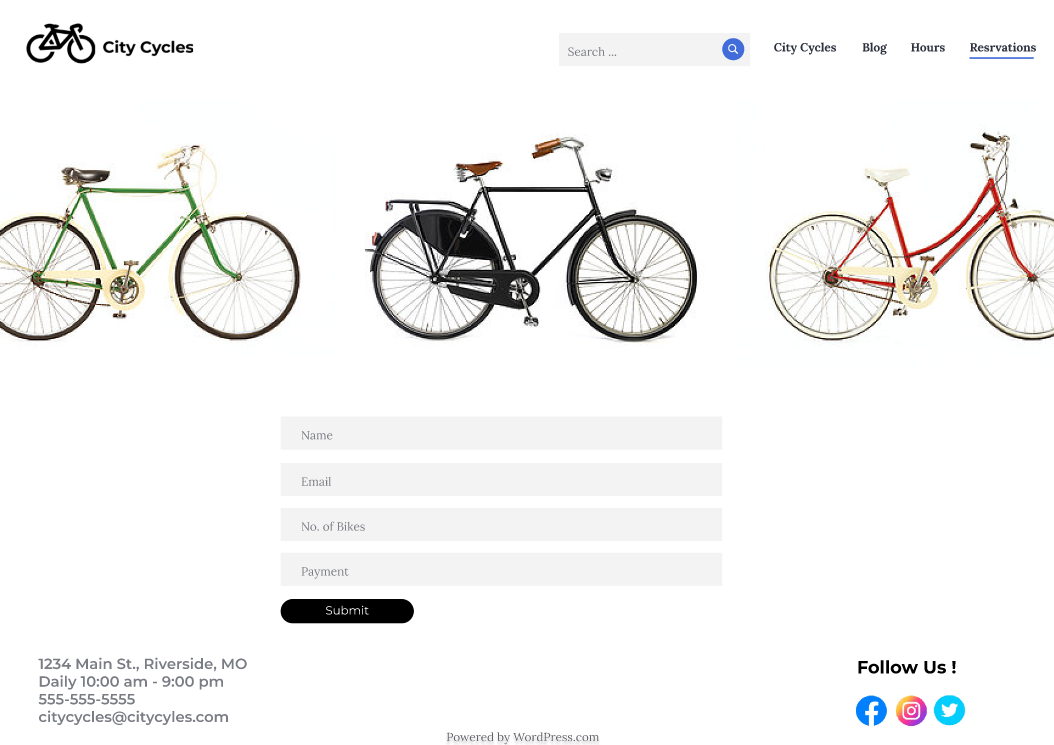 City Cycles
Search ...
City Cycles
Blog
Hours
Resrvations
Name
Email
No. of Bikes
Payment
Submit
1234 Main St., Riverside, MO
Daily 10:00 am - 9:00 pm
555-555-5555
citycycles@citycyles.com
Follow Us !
Powered by WordPress.com